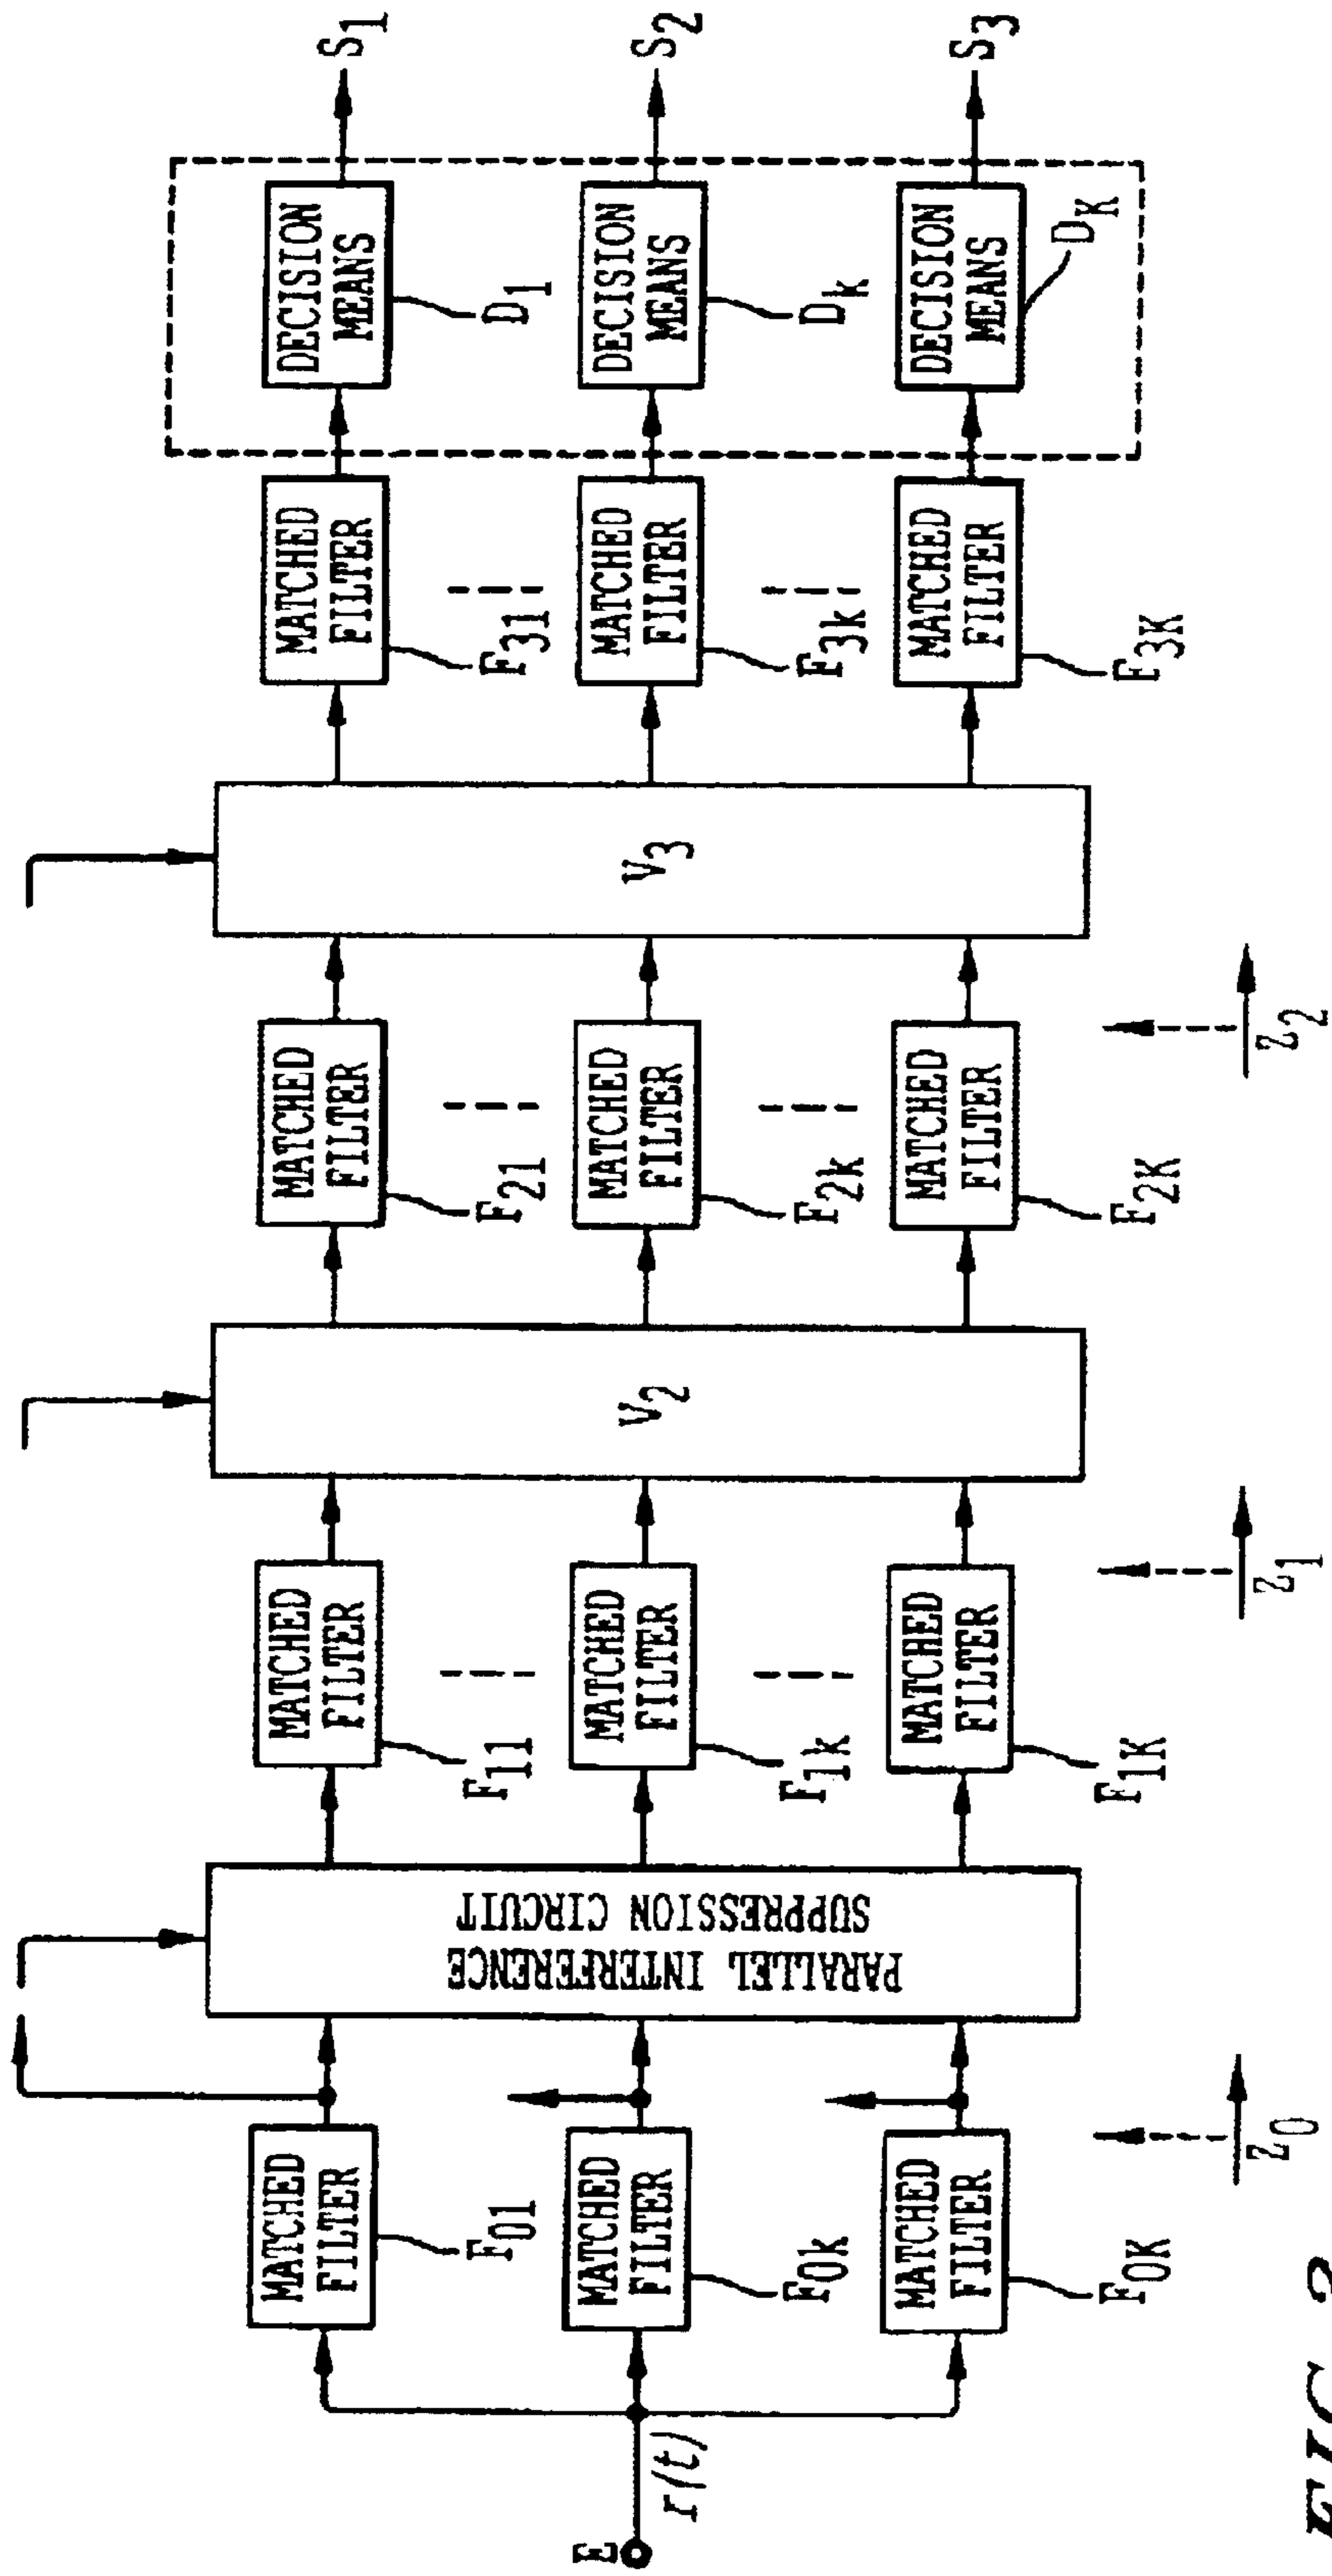 E
r(t)
MATCHED
FILTER
F01
MATCHED
FILTER
F0k
MATCHED
FILTER
F0K
Z0
PARALLEL INTERFERENCE
SUPPRESSION CIRCUIT
MATCHED
FILTER
F11
MATCHED
FILTER
F1k
MATCHED
FILTER
F1K
Z1
V2
MATCHED
FILTER
F21
MATCHED
FILTER
F2k
MATCHED
FILTER
F2K
Z2
V3
MATCHED
FILTER
F31
MATCHED
FILTER
F3k
MATCHED
FILTER
F3K
DECISION
MEANS
D1
DECISION
MEANS
Dk
DECISION
MEANS
DK
S1
S2
S3